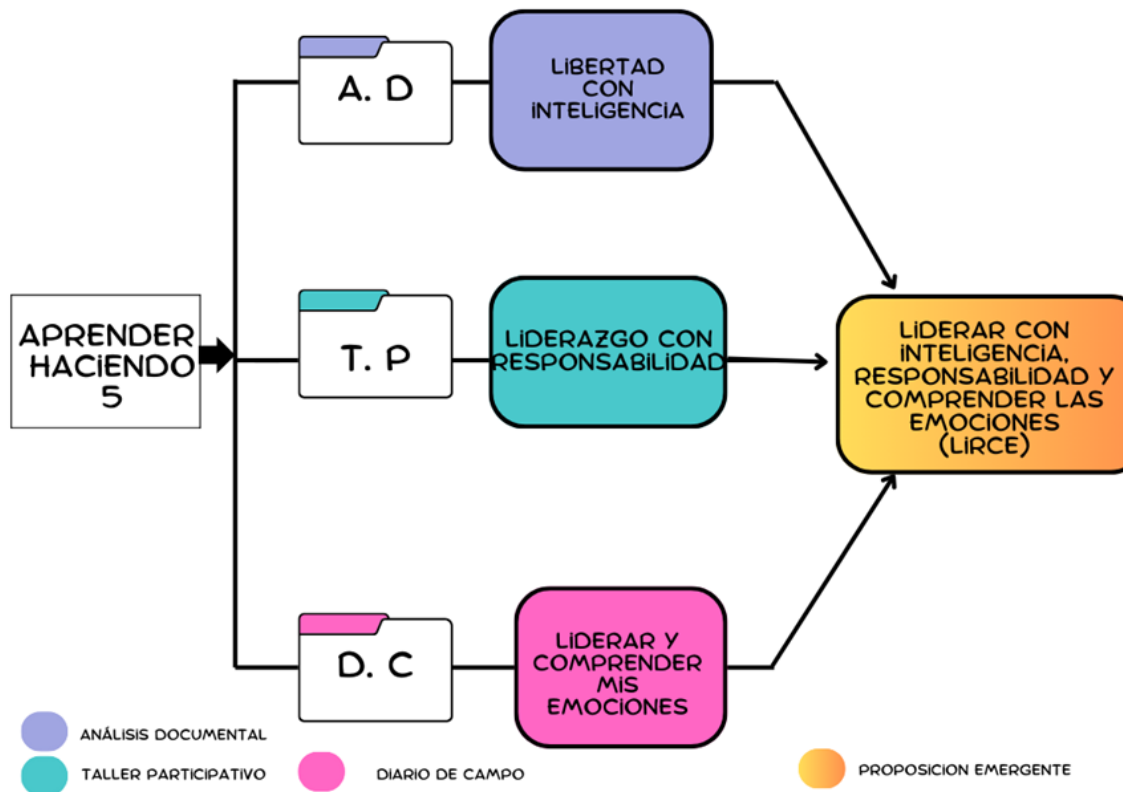 A. D
LIBERTAD
CON
INTELIGENCIA
APRENDER
HACIENDO
5
T. P
LIDERAZGO CON
RESPONSABILIDAD
LIDERAR CON
INTELIGENCIA,
RESPONSABILIDAD Y
COMPRENDER LAS
EMOCIONES
(LIRCE)
D. C
LIDERAR Y
COMPRENDER
MIS
EMOCIONES
ANÁLISIS DOCUMENTAL
TALLER PARTICIPATIVO
DIARIO DE CAMPO
PROPOSICION EMERGENTE